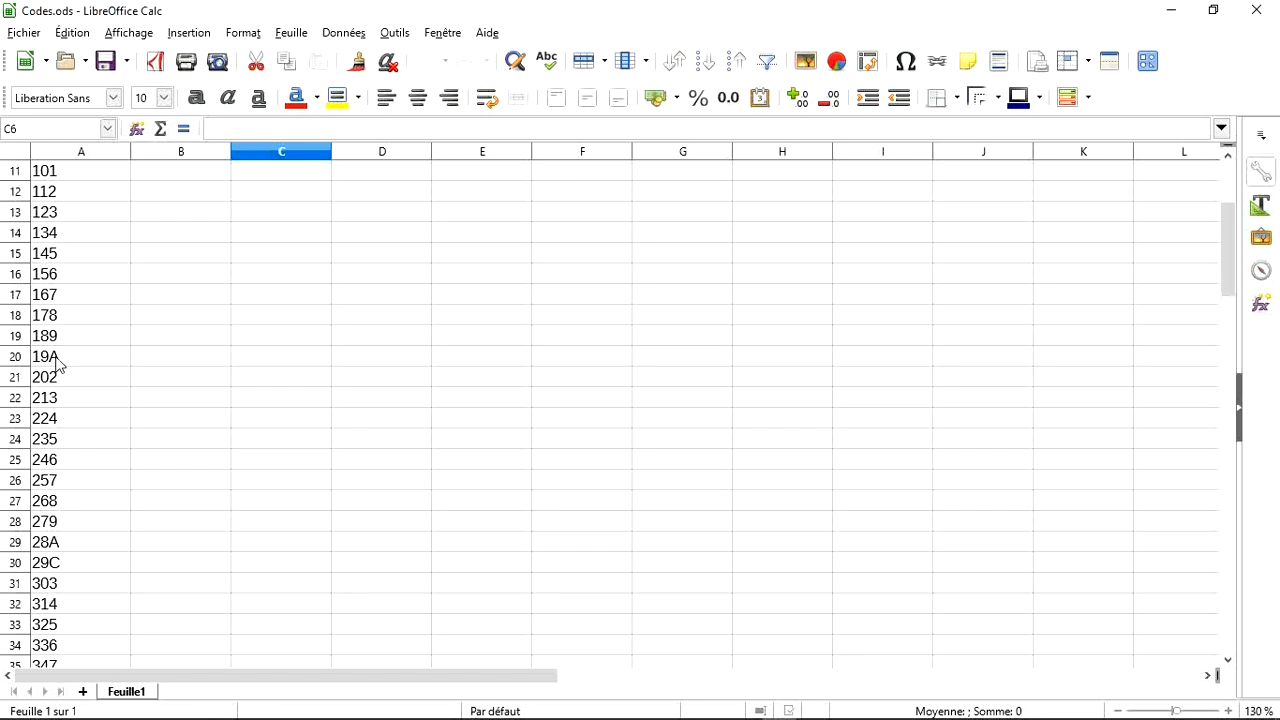 Codes.ods - LibreOffice Calc
Fichier Édition Affichage Insertion Format Feuille Données Outils Fenêtre Aide
Liberation Sans 10
C6
A B C D E F G H I J K L
11 101
12 112
13 123
14 134
15 145
16 156
17 167
18 178
19 189
20 19A
21 202
22 213
23 224
24 235
25 246
26 257
27 268
28 279
29 28A
30 29C
31 303
32 314
33 325
34 336
35 347
Feuille1
Feuille 1 sur 1 Par défaut Moyenne: ; Somme: 0 130 %